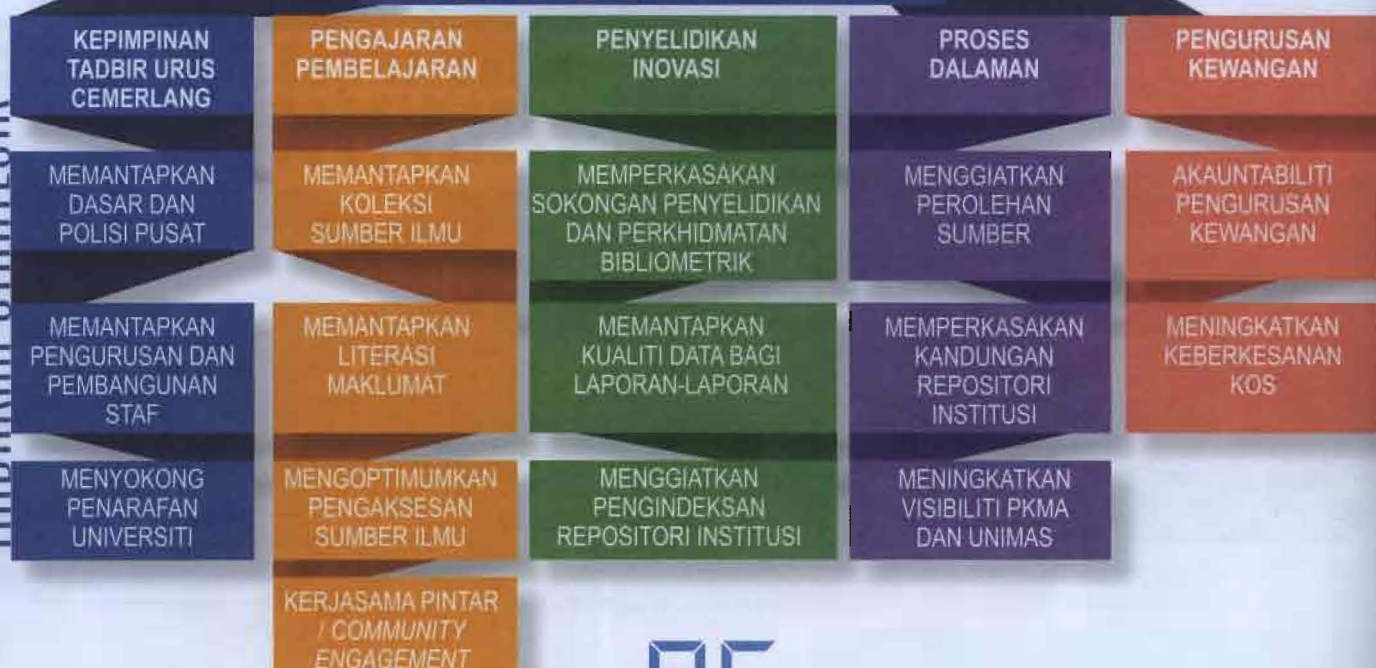 KEPIMPINAN
TADBIR URUS
CEMERLANG
MEMANTAPKAN
DASAR DAN
POLISI PUSAT
MEMANTAPKAN
PENGURUSAN DAN
PEMBANGUNAN
STAF
MENYOKONG
PENARAFAN
UNIVERSITI
PENGAJARAN
PEMBELAJARAN
MEMANTAPKAN
KOLEKSI
SUMBER ILMU
MEMANTAPKAN
LITERASI
MAKLUMAT
MENGOPTIMUMKAN
PENGAKSESAN
SUMBER ILMU
KERJASAMA PINTAR
/ COMMUNITY
ENGAGEMENT
PENYELIDIKAN
INOVASI
MEMPERKASAKAN
SOKONGAN PENYELIDIKAN
DAN PERKHIDMATAN
BIBLIOMETRIK
MEMANTAPKAN
KUALITI DATA BAGI
LAPORAN-LAPORAN
MENGGIATKAN
PENGINDEKSAN
REPOSITORI INSTITUSI
PROSES
DALAMAN
MENGGIATKAN
PEROLEHAN
SUMBER
MEMPERKASAKAN
KANDUNGAN
REPOSITORI
INSTITUSI
MENINGKATKAN
VISIBILITI PKMA
DAN UNIMAS
PENGURUSAN
KEWANGAN
AKAUNTABILITI
PENGURUSAN
KEWANGAN
MENINGKATKAN
KEBERKESANAN
KOS